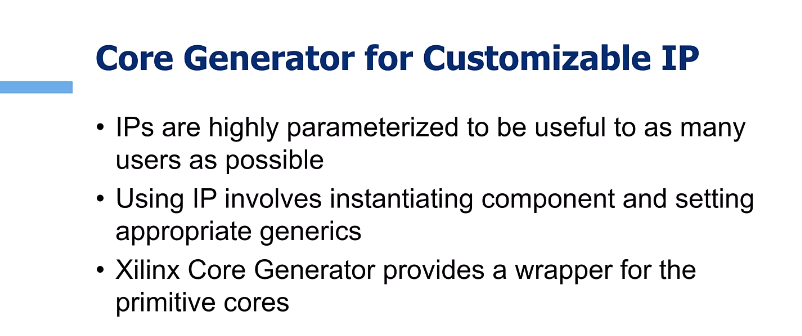 Core Generator for Customizable IP
• IPs are highly parameterized to be useful to as many
users as possible
• Using IP involves instantiating component and setting
appropriate generics
• Xilinx Core Generator provides a wrapper for the
primitive cores